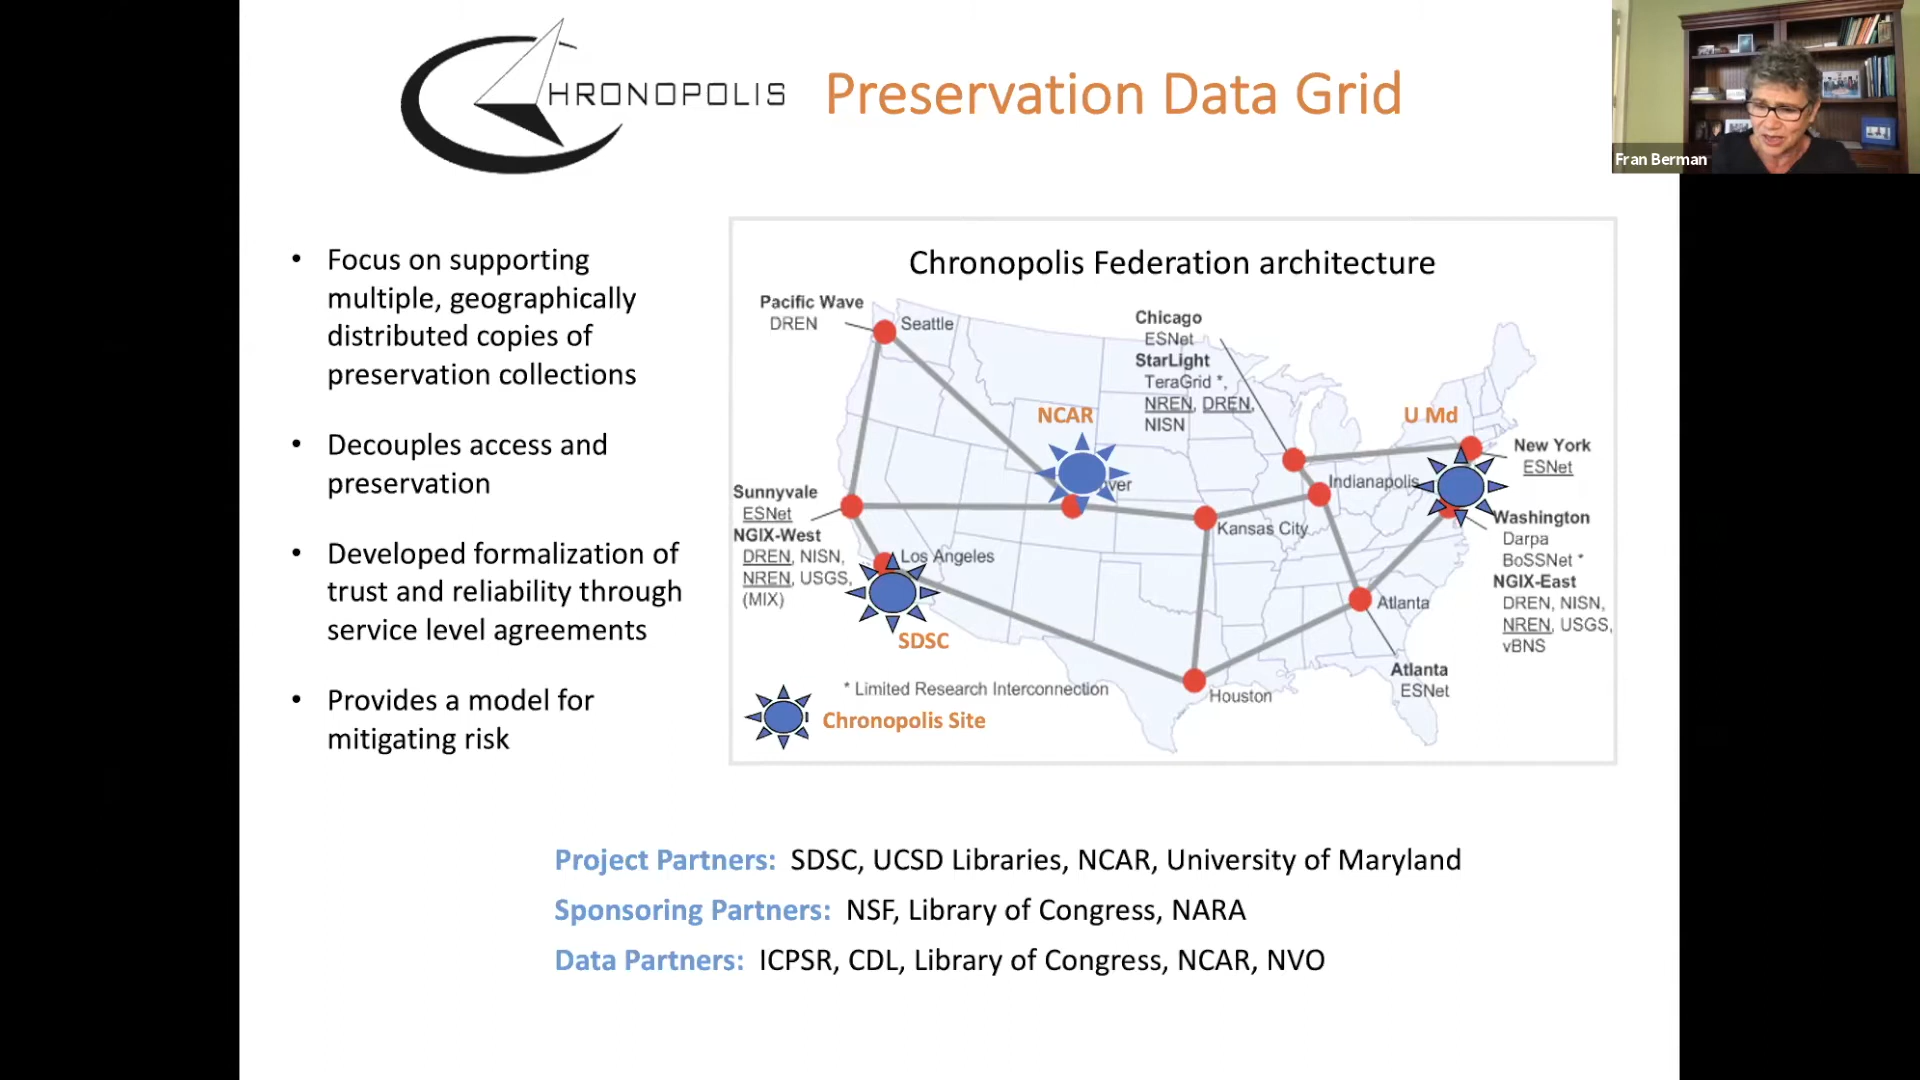 CHRONOPOLIS Preservation Data Grid
Fran Berman
• Focus on supporting
multiple, geographically
distributed copies of
preservation collections
• Decouples access and
preservation
• Developed formalization of
trust and reliability through
service level agreements
• Provides a model for
mitigating risk
Chronopolis Federation architecture
Pacific Wave
DREN
Seattle
Chicago
ESNet
StarLight
TeraGrid *,
NREN, DREN,
NISN
NCAR
U Md
New York
ESNet
Indianapolis
Sunnyvale
ESNet
NGIX-West
DREN, NISN,
NREN, USGS,
(MIX)
Los Angeles
SDSC
Kansas City
Washington
Darpa
BoSSNet *
NGIX-East
DREN, NISN,
NREN, USGS,
vBNS
Atlanta
Atlanta
ESNet
Houston
* Limited Research Interconnection
Chronopolis Site
Project Partners: SDSC, UCSD Libraries, NCAR, University of Maryland
Sponsoring Partners: NSF, Library of Congress, NARA
Data Partners: ICPSR, CDL, Library of Congress, NCAR, NVO